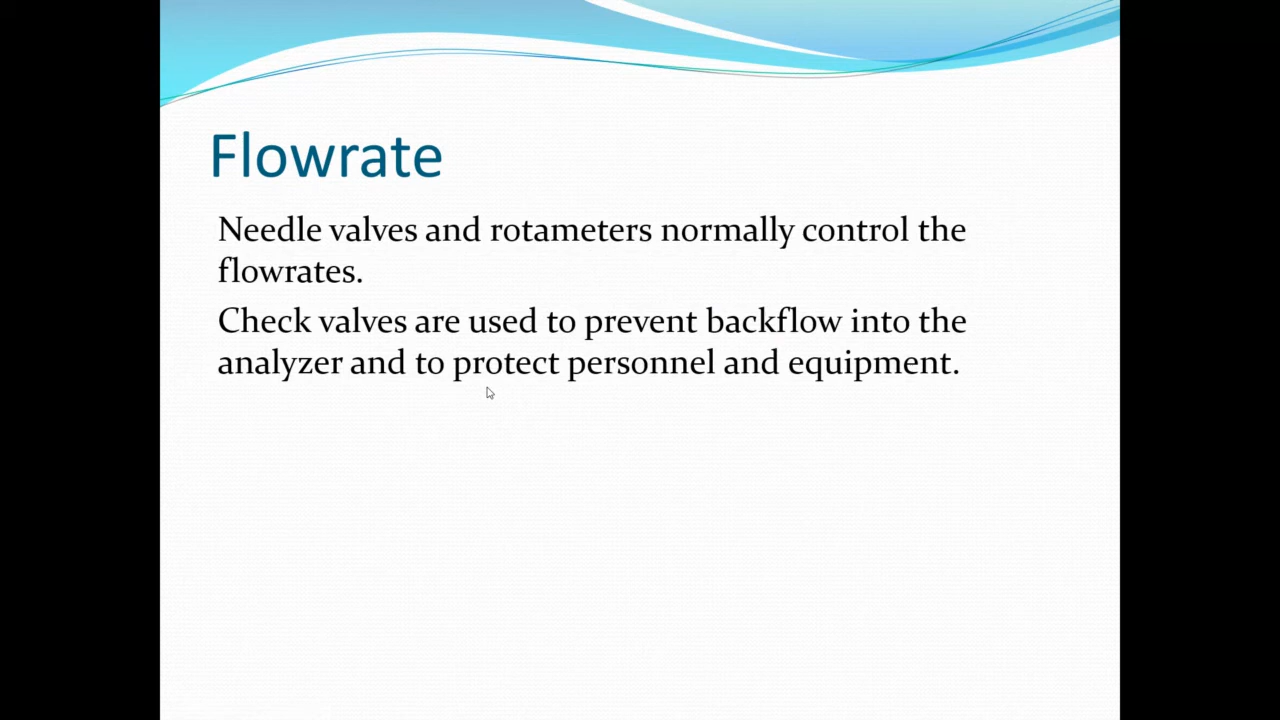 Flowrate
Needle valves and rotameters normally control the
flowrates.
Check valves are used to prevent backflow into the
analyzer and to protect personnel and equipment.